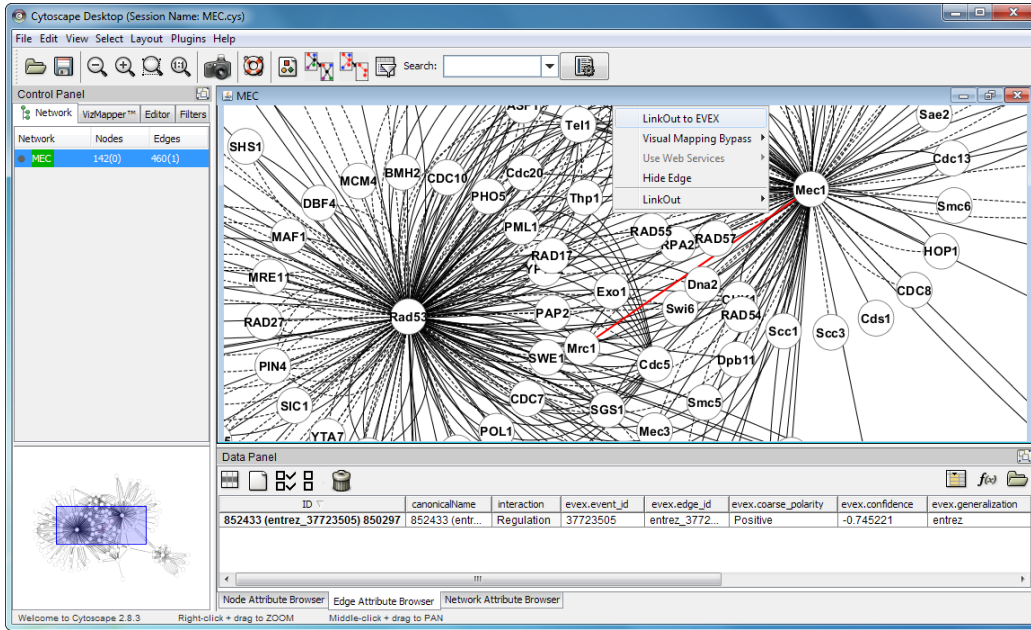 Cytoscape Desktop (Session Name: MEC.cys)
File Edit View Select Layout Plugins Help
Search:
Control Panel
Network VizMapper™ Editor Filters
Network Nodes Edges
MEC 142(0) 460(1)
MEC
LinkOut to EVEX
Visual Mapping Bypass
Use Web Services
Hide Edge
LinkOut
Tel1
Sae2
SHS1
Cdc13
MCM4
BMH2
CDC10
Cdc20
PHO5
Thp1
Mec1
Smc6
DBF4
PML1
RAD55
RPA2
RAD57
MAF1
HOP1
RAD17
MRE11
Exo1
Dna2
CDC8
RAD27
Rad53
PAP2
Swi6
RAD54
Scc1
Scc3
Cds1
SWE1
Mrc1
PIN4
Cdc5
Dpb11
SIC1
CDC7
SGS1
Smc5
YTA7
POL1
Mec3
Data Panel
f(x)
ID canonicalName interaction evex.event_id evex.edge_id evex.coarse_polarity evex.confidence evex.generalization
852433 (entrez_37723505) 850297 852433 (entr... Regulation 37723505 entrez_3772... Positive -0.745221 entrez
Node Attribute Browser Edge Attribute Browser Network Attribute Browser
Welcome to Cytoscape 2.8.3 Right-click + drag to ZOOM Middle-click + drag to PAN